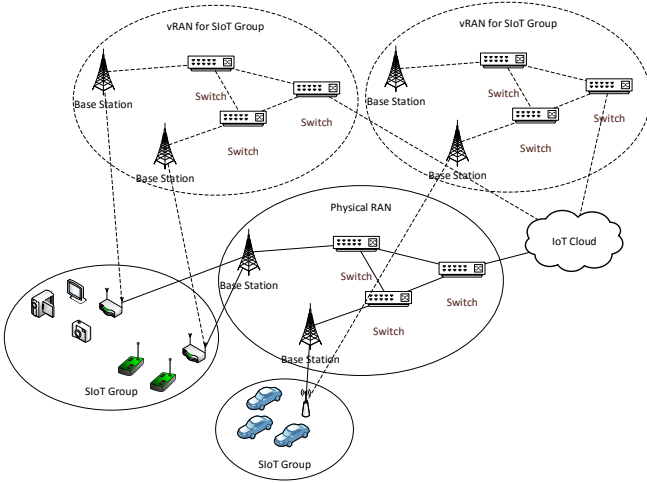 vRAN for SIoT Group
vRAN for SIoT Group
Base Station
Switch
Switch
Switch
Base Station
Base Station
Switch
Switch
Switch
Base Station
Physical RAN
IoT Cloud
Base Station
Switch
Switch
Switch
Base Station
SIoT Group
SIoT Group